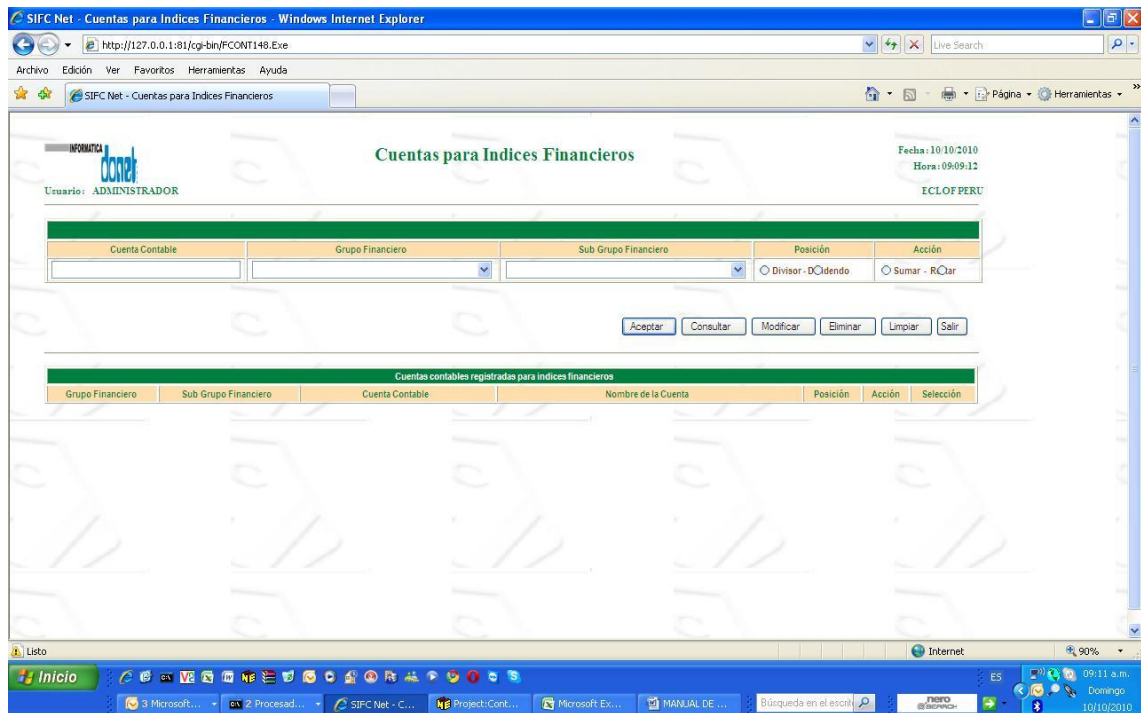 SIFC Net - Cuentas para Indices Financieros - Windows Internet Explorer
http://127.0.0.1:81/cgi-bin/FCONT148.Exe
Live Search
Archivo Edición Ver Favoritos Herramientas Ayuda
SIFC Net - Cuentas para Indices Financieros
Página Herramientas
INFORMATICA
donet
Cuentas para Indices Financieros
Fecha: 10/10/2010
Hora: 09:09:12
Usuario: ADMINISTRADOR
ECLOF PERU
Cuenta Contable Grupo Financiero Sub Grupo Financiero Posición Acción
Divisor - D idendo Sumar - R tar
Aceptar Consultar Modificar Eliminar Limpiar Salir
Cuentas contables registradas para indices financieros
Grupo Financiero Sub Grupo Financiero Cuenta Contable Nombre de la Cuenta Posición Acción Selección
Listo
Internet
90%
Inicio
ES
09:11 a.m.
3 Microsoft... 2 Procesad... SIFC Net - C... Project:Cont... Microsoft Ex... MANUAL DE ...
Búsqueda en el escrit
nero
SEARCH
Domingo
10/10/2010